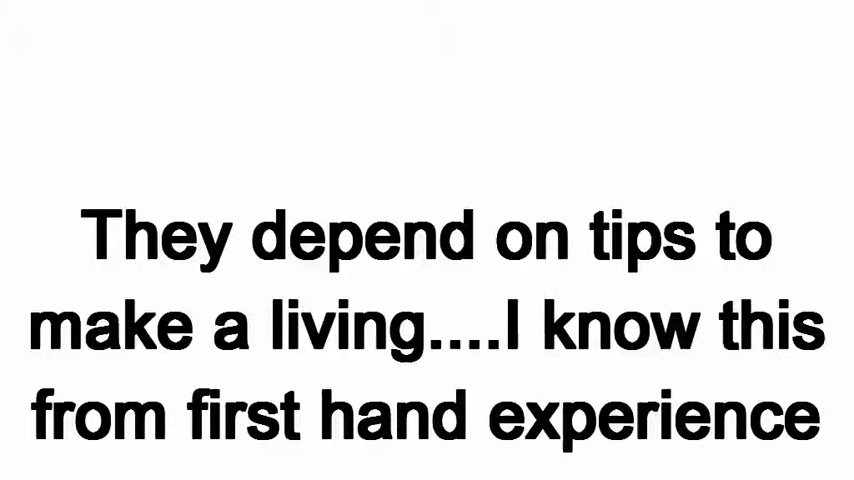 They depend on tips to
make a living....I know this
from first hand experience